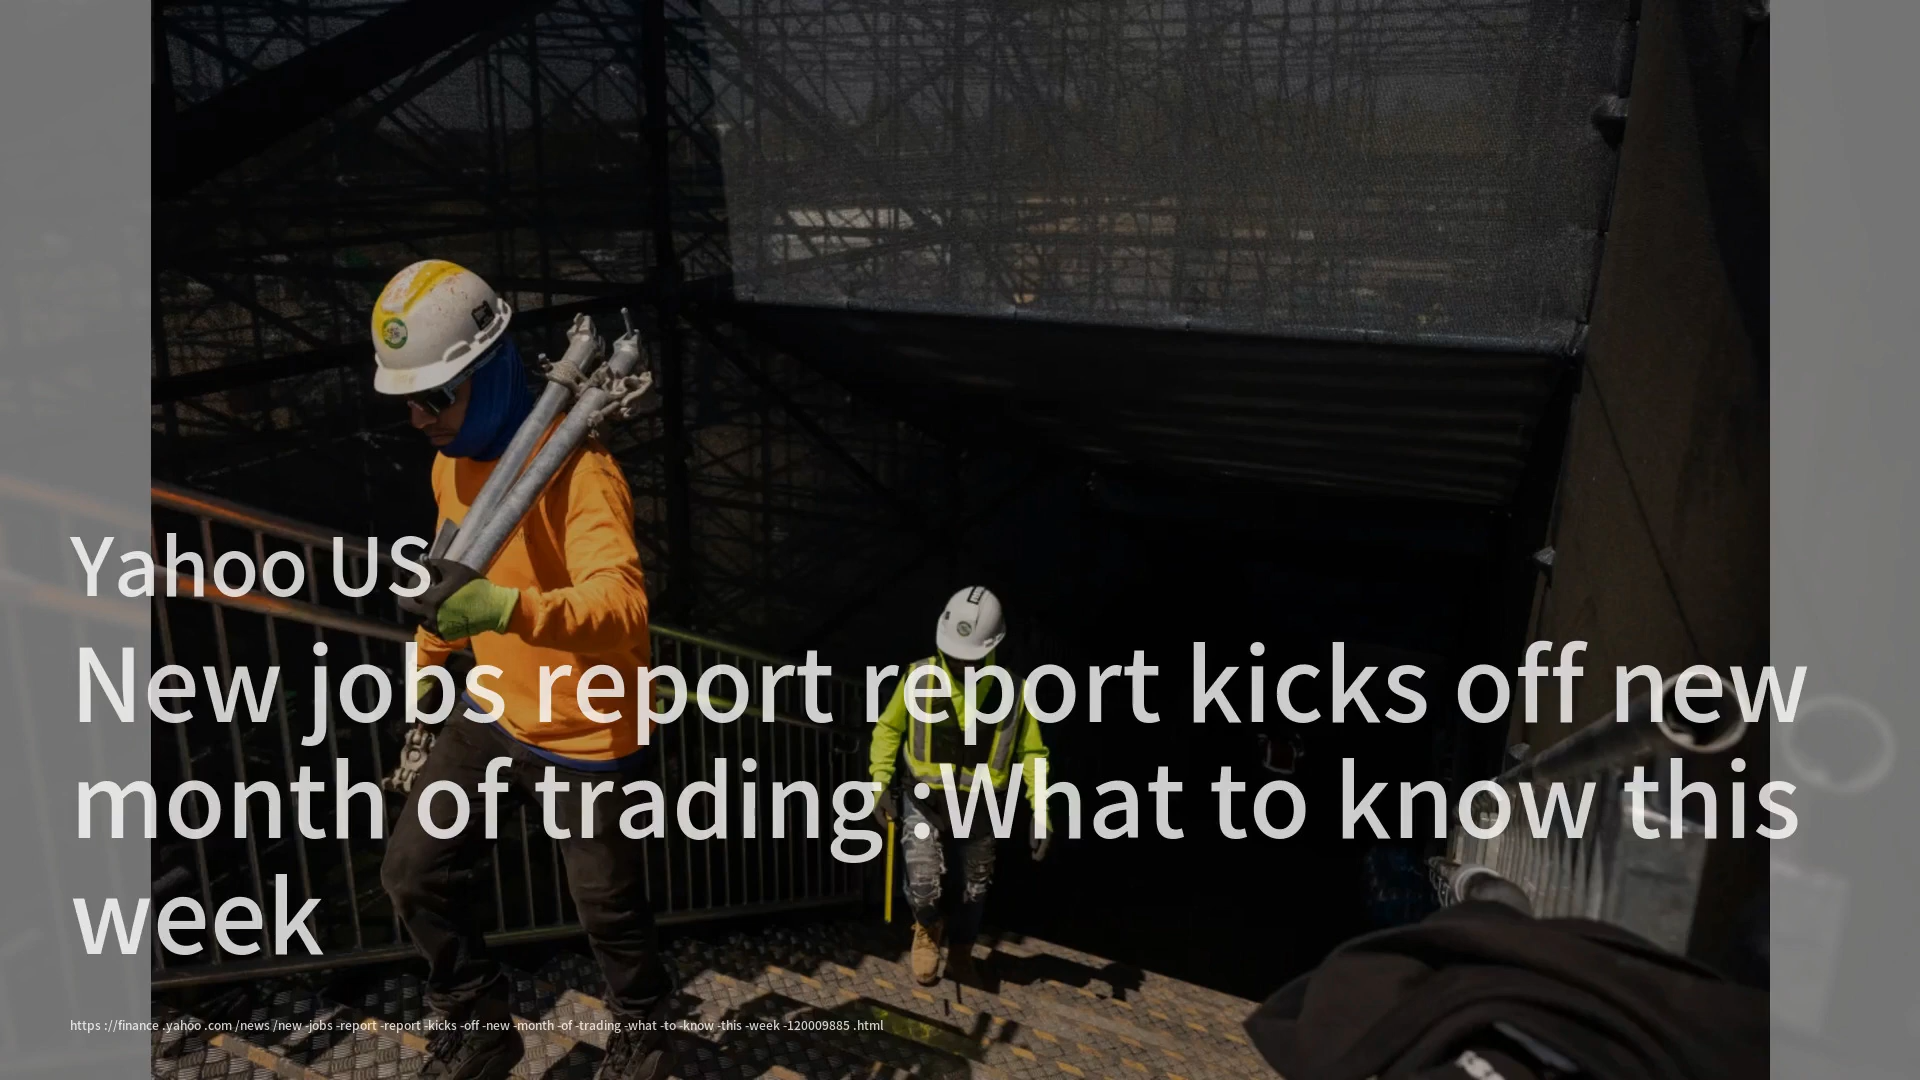 Yahoo US
New jobs report report kicks off new
month of trading :What to know this
week
https ://finance .yahoo .com /news /new -jobs -report -report -kicks -off -new -month -of -trading -what -to -know -this -week -120009885 .html